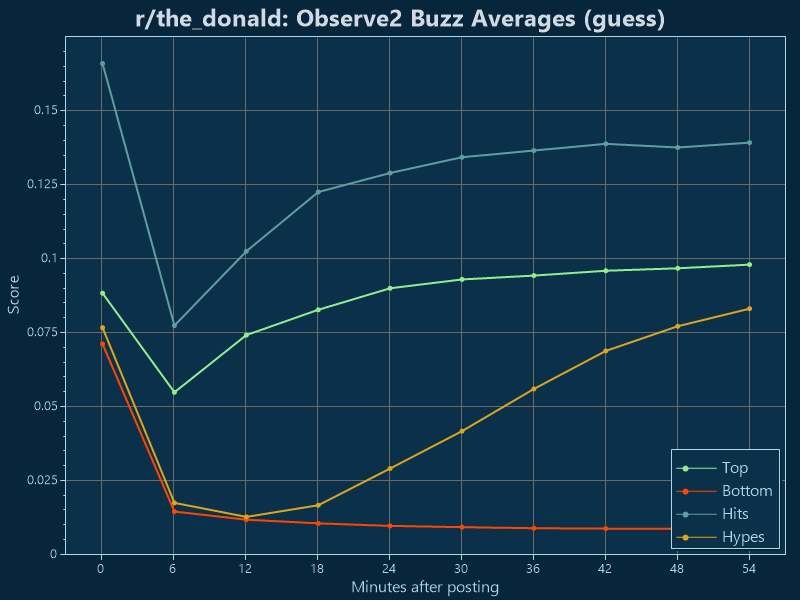 r/the_donald: Observe2 Buzz Averages (guess)
0.15
0.125
0.1
0.075
0.05
0.025
0
Score
Top
Bottom
Hits
Hypes
0 6 12 18 24 30 36 42 48 54
Minutes after posting